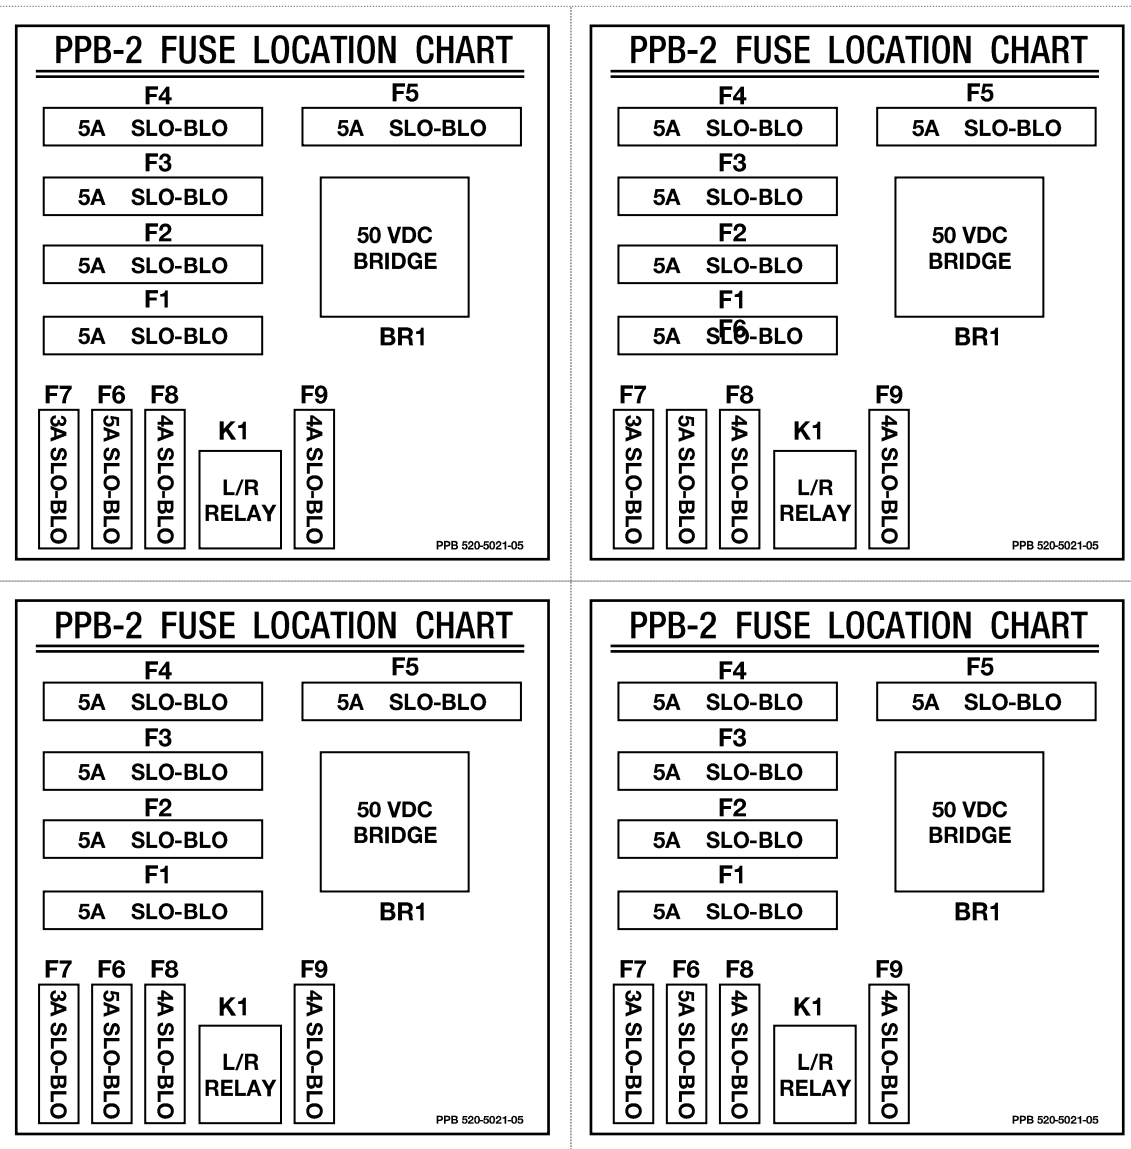 PPB-2 FUSE LOCATION CHART
F4
F5
5A SLO-BLO
5A SLO-BLO
F3
5A SLO-BLO
F2
5A SLO-BLO
50 VDC
BRIDGE
F1
5A SLO-BLO
BR1
F7 F6 F8
F9
3A SLO-BLO
5A SLO-BLO
4A SLO-BLO
K1
L/R
RELAY
4A SLO-BLO
PPB 520-5021-05
PPB-2 FUSE LOCATION CHART
F4
F5
5A SLO-BLO
5A SLO-BLO
F3
5A SLO-BLO
F2
5A SLO-BLO
50 VDC
BRIDGE
F1
F6
5A SLO-BLO
BR1
F7 F8
F9
3A SLO-BLO
5A SLO-BLO
4A SLO-BLO
K1
L/R
RELAY
4A SLO-BLO
PPB 520-5021-05
PPB-2 FUSE LOCATION CHART
F4
F5
5A SLO-BLO
5A SLO-BLO
F3
5A SLO-BLO
F2
5A SLO-BLO
50 VDC
BRIDGE
F1
5A SLO-BLO
BR1
F7 F6 F8
F9
3A SLO-BLO
5A SLO-BLO
4A SLO-BLO
K1
L/R
RELAY
4A SLO-BLO
PPB 520-5021-05
PPB-2 FUSE LOCATION CHART
F4
F5
5A SLO-BLO
5A SLO-BLO
F3
5A SLO-BLO
F2
5A SLO-BLO
50 VDC
BRIDGE
F1
5A SLO-BLO
BR1
F7 F6 F8
F9
3A SLO-BLO
5A SLO-BLO
4A SLO-BLO
K1
L/R
RELAY
4A SLO-BLO
PPB 520-5021-05